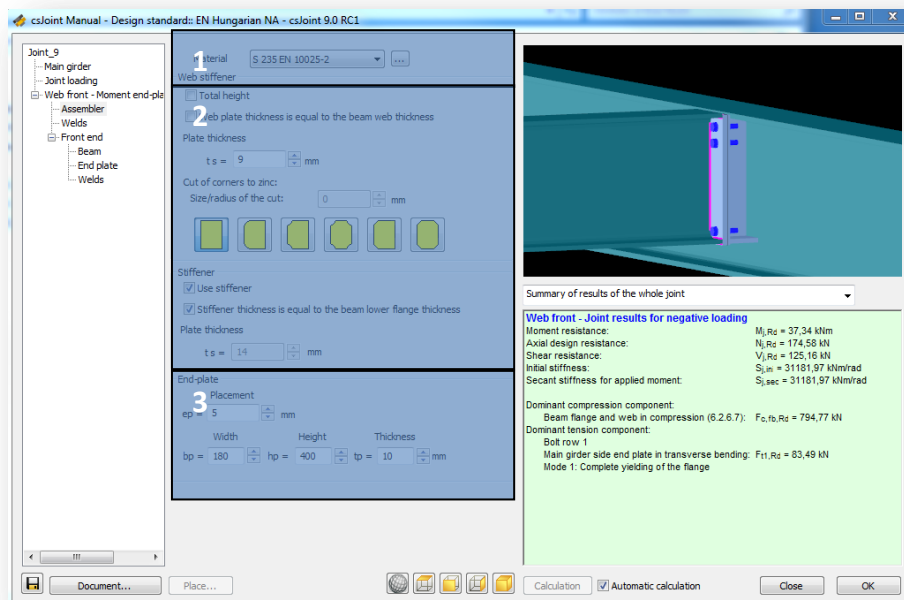 csJoint Manual - Design standard:: EN Hungarian NA - csJoint 9.0 RC1
Joint_9
Main girder
Joint loading
Web front - Moment end-pla
Assembler
Welds
Front end
Beam
End plate
Welds
1
Material S 235 EN 10025-2 ...
Web stiffener
Total height
2
Web plate thickness is equal to the beam web thickness
Plate thickness
t s = 9 mm
Cut of corners to zinc:
Size/radius of the cut: 0 mm
Stiffener
Use stiffener
Stiffener thickness is equal to the beam lower flange thickness
Plate thickness
t s = 14 mm
End-plate
3
Placement
ep = 5 mm
Width Height Thickness
bp = 180 hp = 400 tp = 10 mm
Summary of results of the whole joint
Web front - Joint results for negative loading
Moment resistance: Mj,Rd = 37,34 kNm
Axial design resistance: Nj,Rd = 174,58 kN
Shear resistance: Vj,Rd = 125,16 kN
Initial stiffness: Sj,ini = 31181,97 kNm/rad
Secant stiffness for applied moment: Sj,sec = 31181,97 kNm/rad
Dominant compression component:
Beam flange and web in compression (6.2.6.7): Fc,fb,Rd = 794,77 kN
Dominant tension component:
Bolt row 1
Main girder side end plate in transverse bending: Ft1,Rd = 83,49 kN
Mode 1: Complete yielding of the flange
Document... Place... Calculation Automatic calculation Close OK